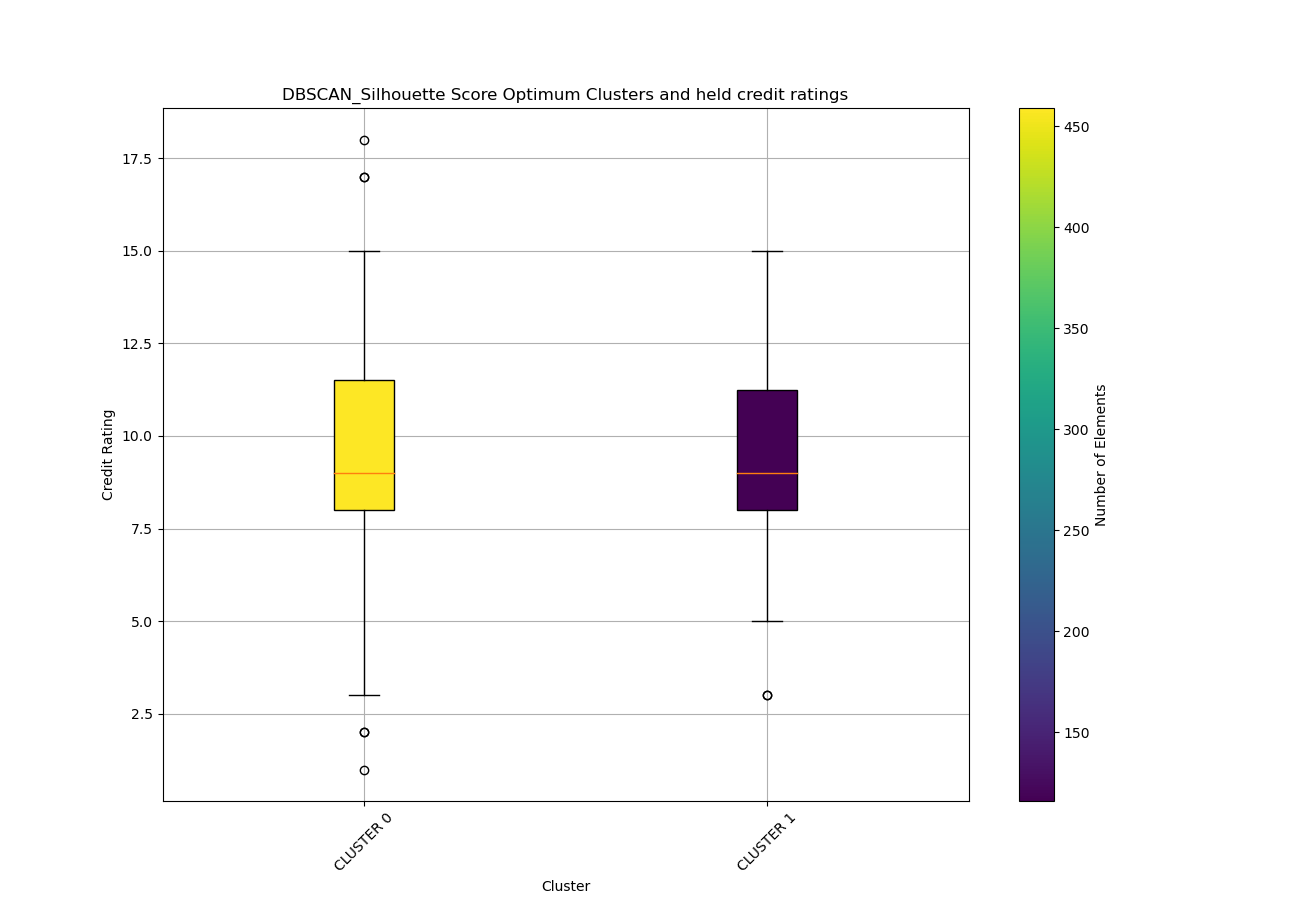 DBSCAN_Silhouette Score Optimum Clusters and held credit ratings
17.5
15.0
12.5
10.0
7.5
5.0
2.5
Credit Rating
CLUSTER 0
CLUSTER 1
Cluster
450
400
350
300
250
200
150
Number of Elements